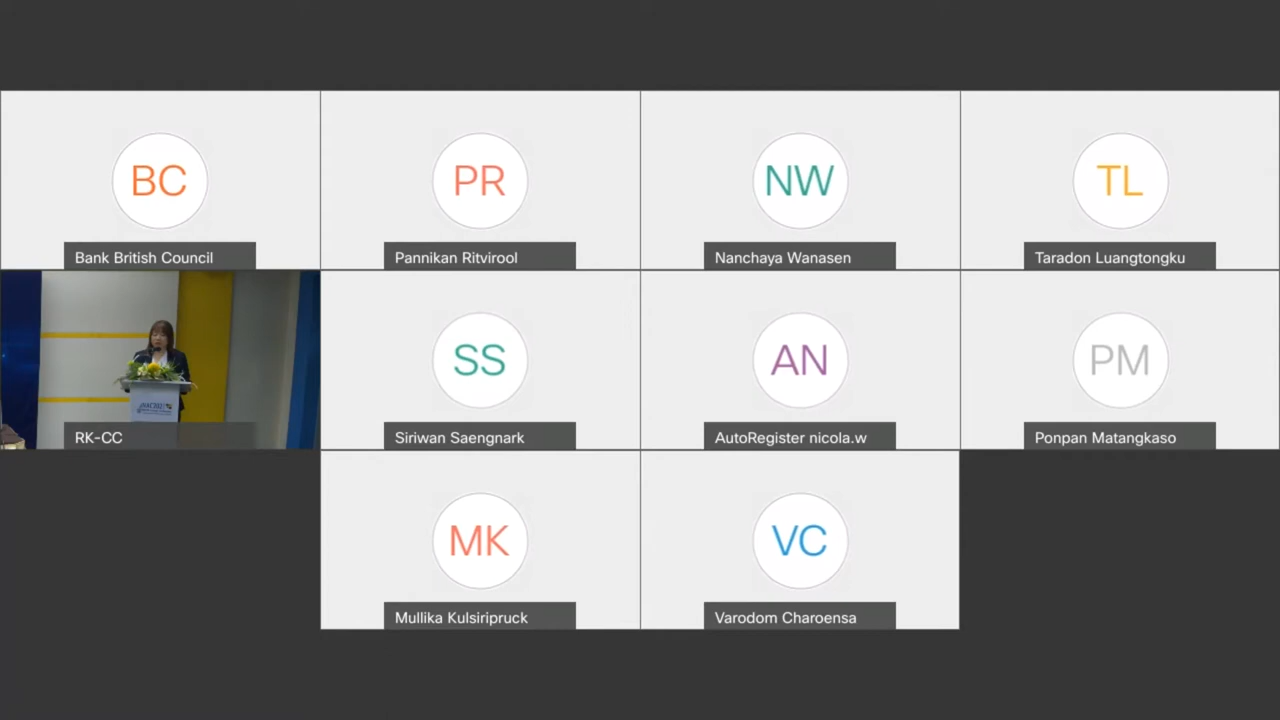 BC
PR
NW
TL
Bank British Council
Pannikan Ritvirool
Nanchaya Wanasen
Taradon Luangtongku
SS
AN
PM
RK-CC
Siriwan Saengnark
AutoRegister nicola.w
Ponpan Matangkaso
MK
VC
Mullika Kulsiripruck
Varodom Charoensa